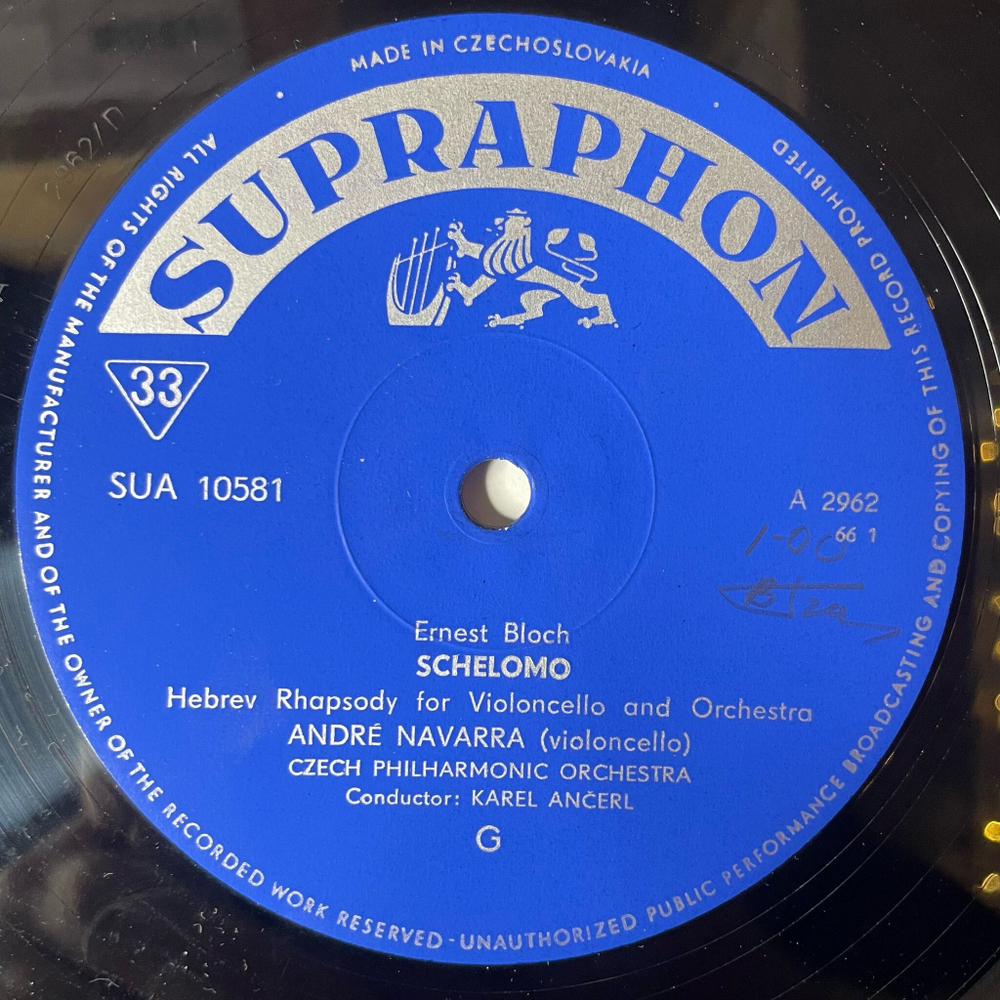 MADE IN CZECHOSLOVAKIA
SUPRAPHON
33
SUA 10581
A 2962
66 1
1-00
Ernest Bloch
SCHELOMO
Hebrev Rhapsody for Violoncello and Orchestra
ANDRÉ NAVARRA (violoncello)
CZECH PHILHARMONIC ORCHESTRA
Conductor: KAREL ANČERL
G
ALL RIGHTS OF THE MANUFACTURER AND OF THE OWNER OF THE RECORDED WORK RESERVED - UNAUTHORIZED PUBLIC PERFORMANCE BROADCASTING AND COPYING OF THIS RECORD PROHIBITED